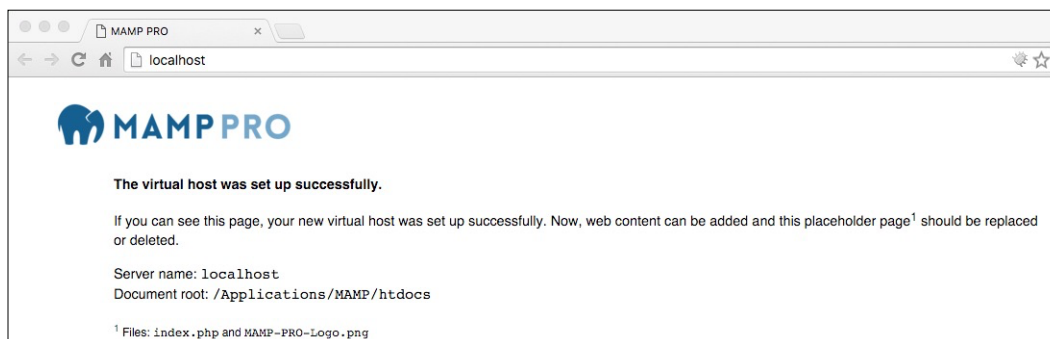 MAMP PRO
localhost
MAMP PRO
The virtual host was set up successfully.
If you can see this page, your new virtual host was set up successfully. Now, web content can be added and this placeholder page1 should be replaced
or deleted.
Server name: localhost
Document root: /Applications/MAMP/htdocs
1 Files: index.php and MAMP-PRO-Logo.png